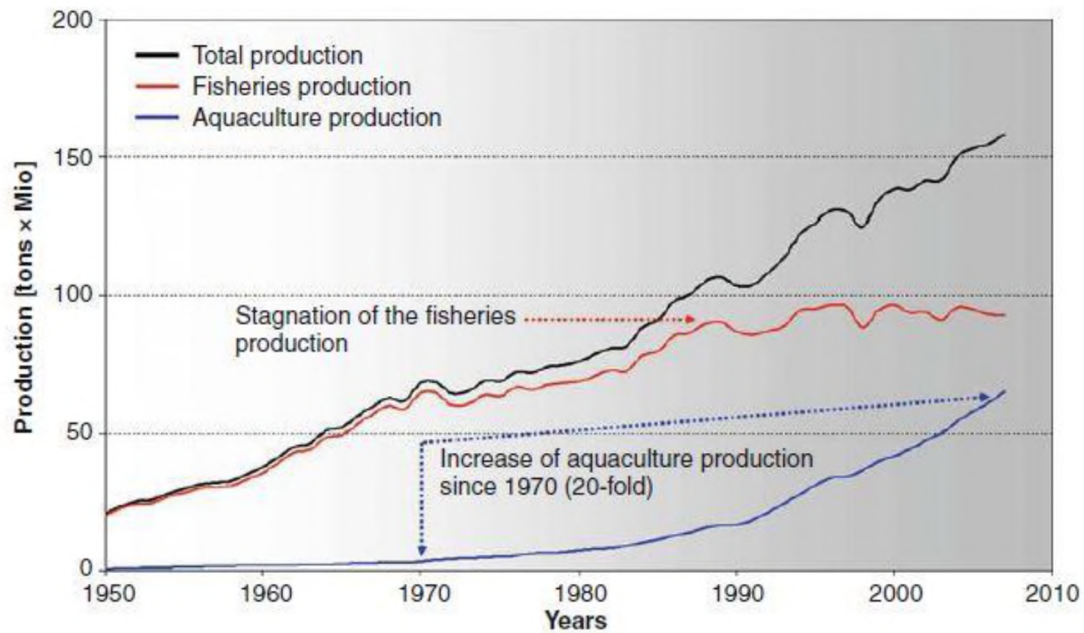 200
150
100
50
0
Production [tons × Mio]
Total production
Fisheries production
Aquaculture production
Stagnation of the fisheries
production
Increase of aquaculture production
since 1970 (20-fold)
1950 1960 1970 1980 1990 2000 2010
Years